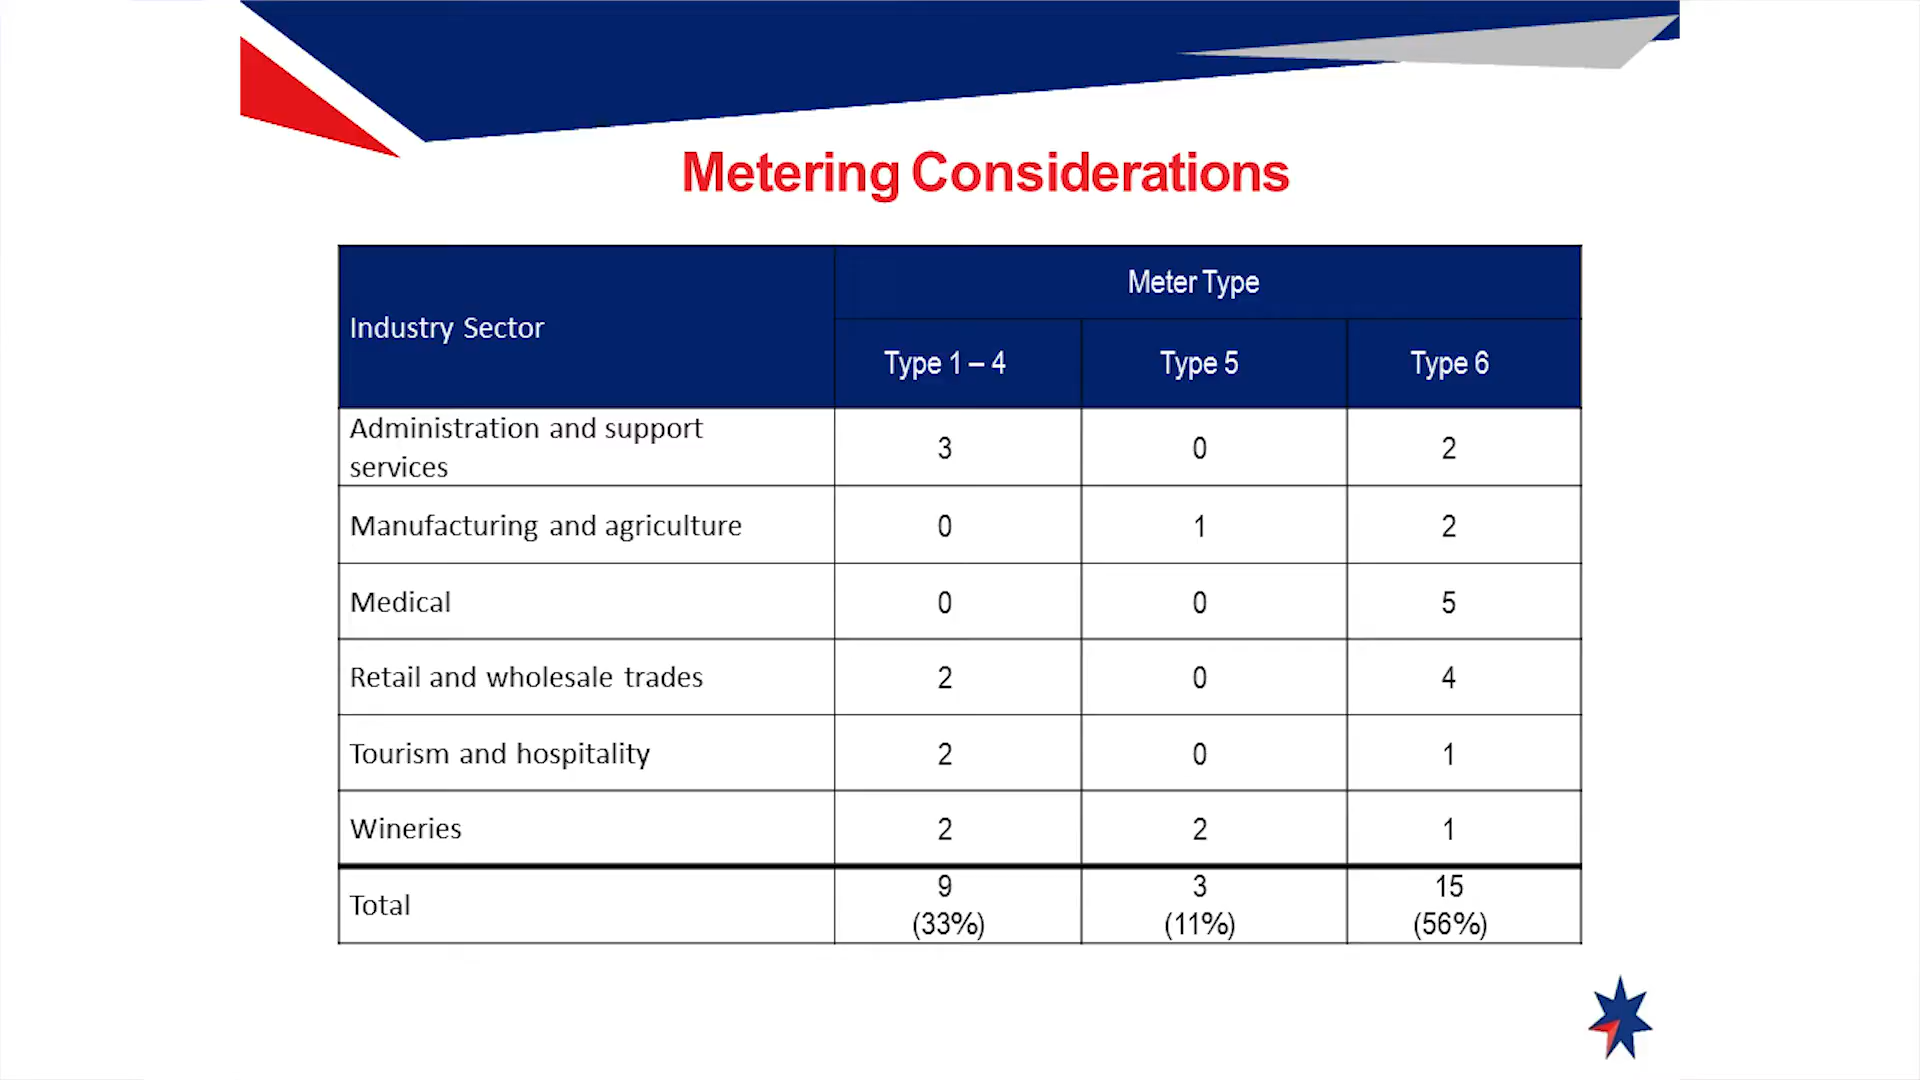 Metering Considerations
Industry Sector
Meter Type
Type 1 – 4
Type 5
Type 6
Administration and support
services
3
0
2
Manufacturing and agriculture
0
1
2
Medical
0
0
5
Retail and wholesale trades
2
0
4
Tourism and hospitality
2
0
1
Wineries
2
2
1
Total
9
(33%)
3
(11%)
15
(56%)